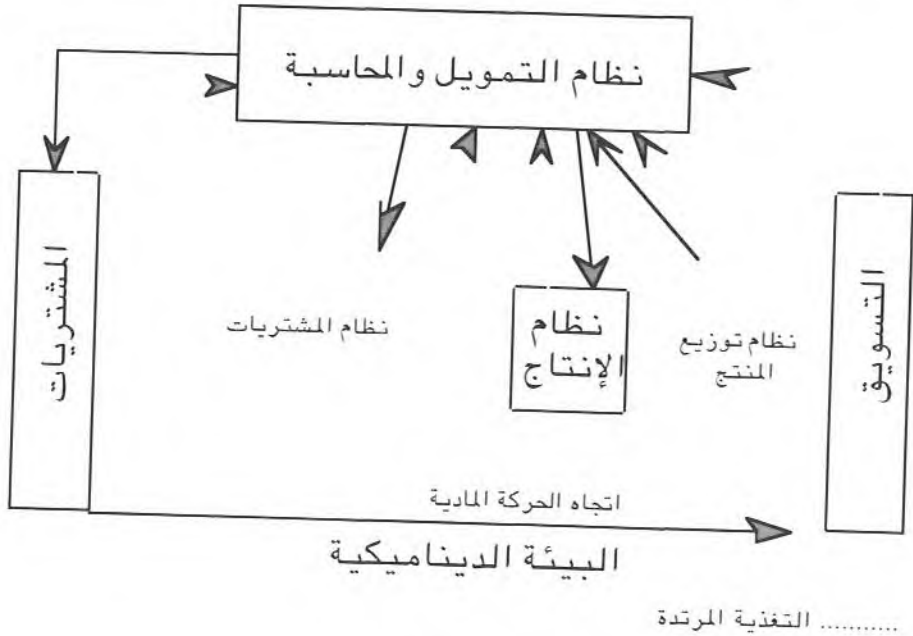 نظام التمويل والمحاسبة
التسويق
المشتريات
نظام توزيع
المنتج
نظام
الإنتاج
نظام المشتريات
اتجاه الحركة المادية
البيئة الديناميكية
........... التغذية المرتدة